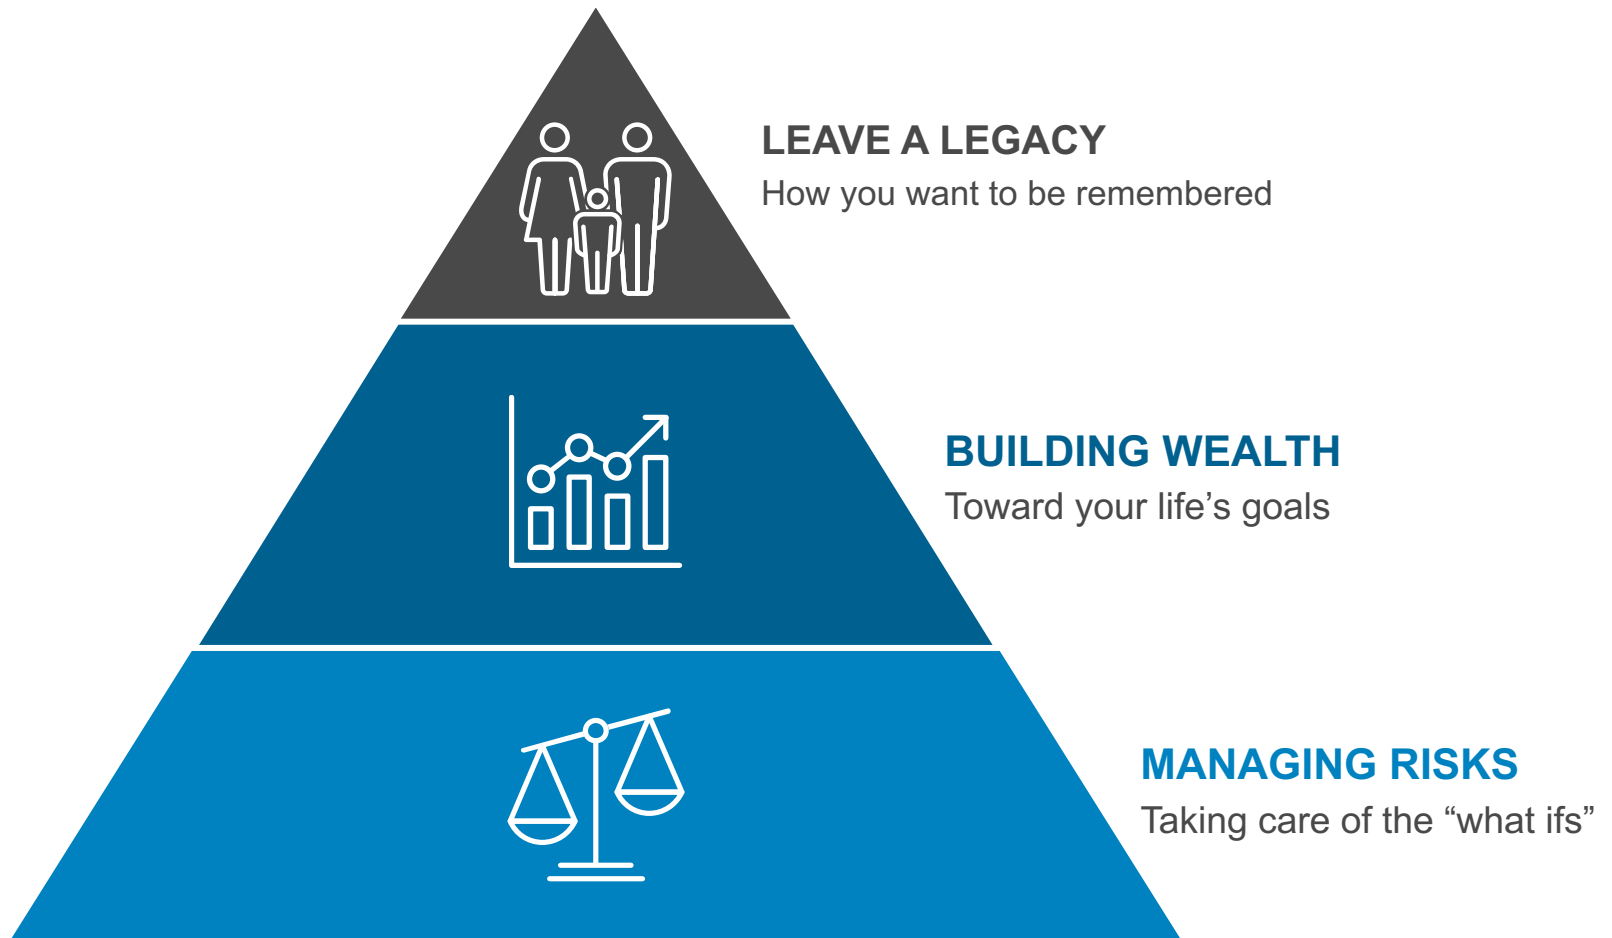 LEAVE A LEGACY
How you want to be remembered
BUILDING WEALTH
Toward your life’s goals
MANAGING RISKS
Taking care of the “what ifs”